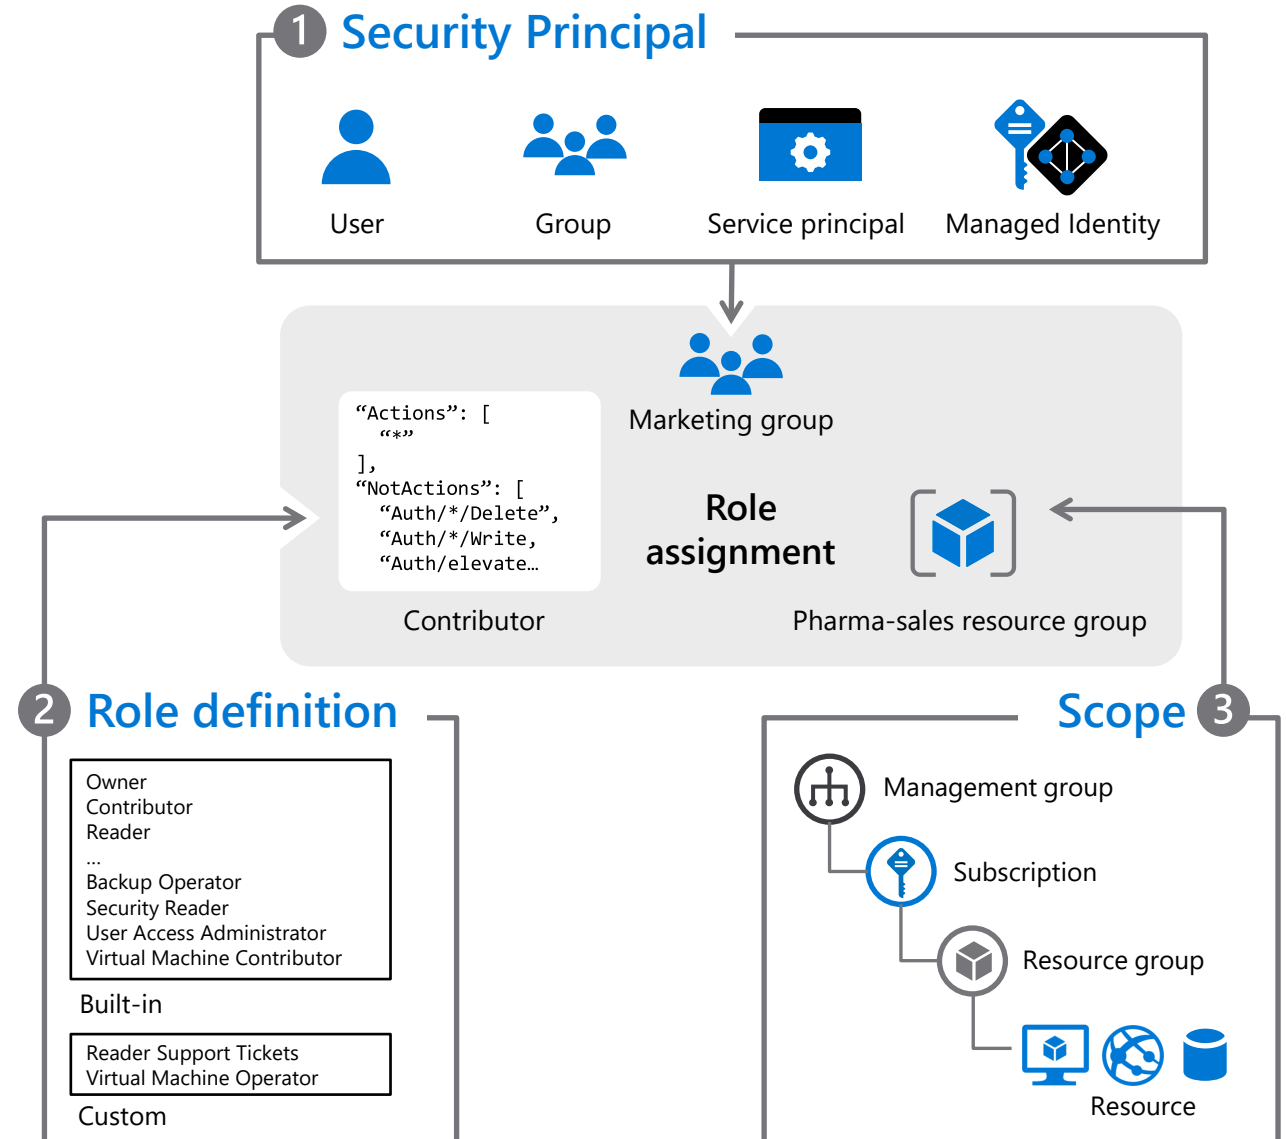 1 Security Principal
User
Group
Service principal
Managed Identity
Marketing group
“Actions”: [
“*”
],
“NotActions”: [
“Auth/*/Delete”,
“Auth/*/Write,
“Auth/elevate…
Contributor
Role
assignment
Pharma-sales resource group
2 Role definition
Owner
Contributor
Reader
...
Backup Operator
Security Reader
User Access Administrator
Virtual Machine Contributor
Built-in
Reader Support Tickets
Virtual Machine Operator
Custom
Scope 3
Management group
Subscription
Resource group
Resource